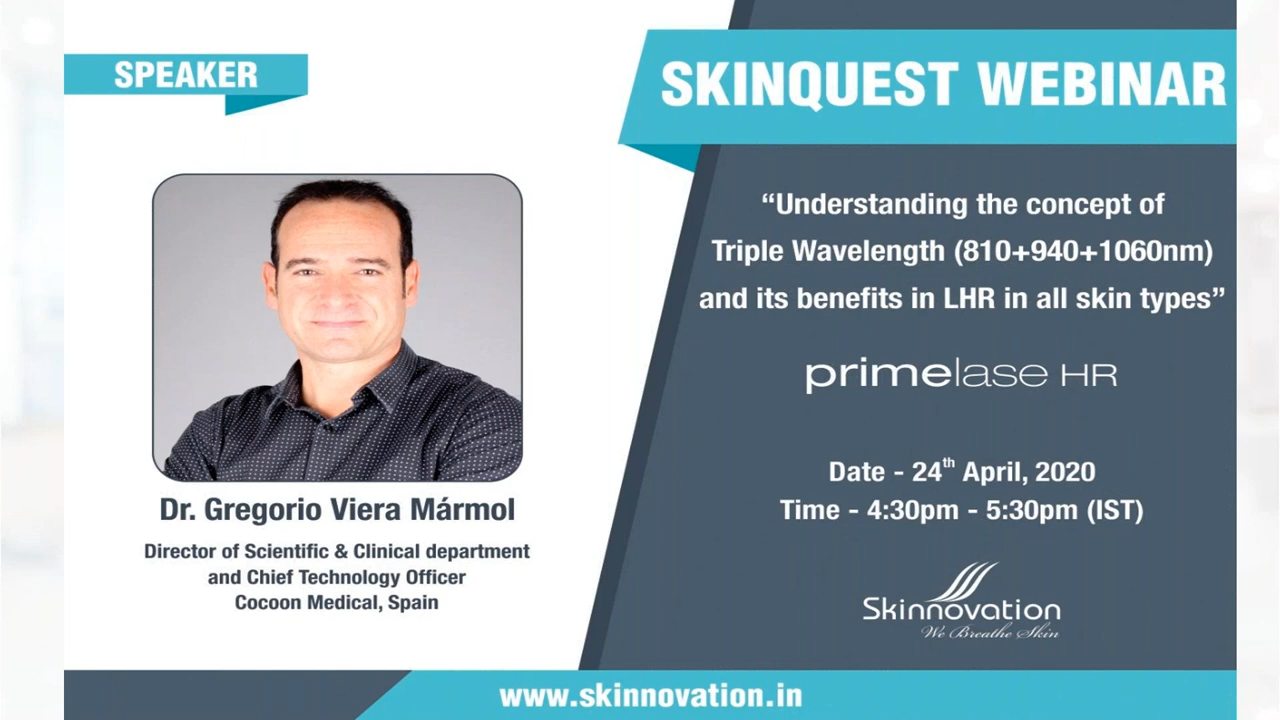 SPEAKER
Dr. Gregorio Viera Mármol
Director of Scientific & Clinical department
and Chief Technology Officer
Cocoon Medical, Spain
SKINQUEST WEBINAR
“Understanding the concept of
Triple Wavelength (810+940+1060nm)
and its benefits in LHR in all skin types”
primelase HR
Date - 24th April, 2020
Time - 4:30pm - 5:30pm (IST)
Skinnovation
We Breathe Skin
www.skinnovation.in